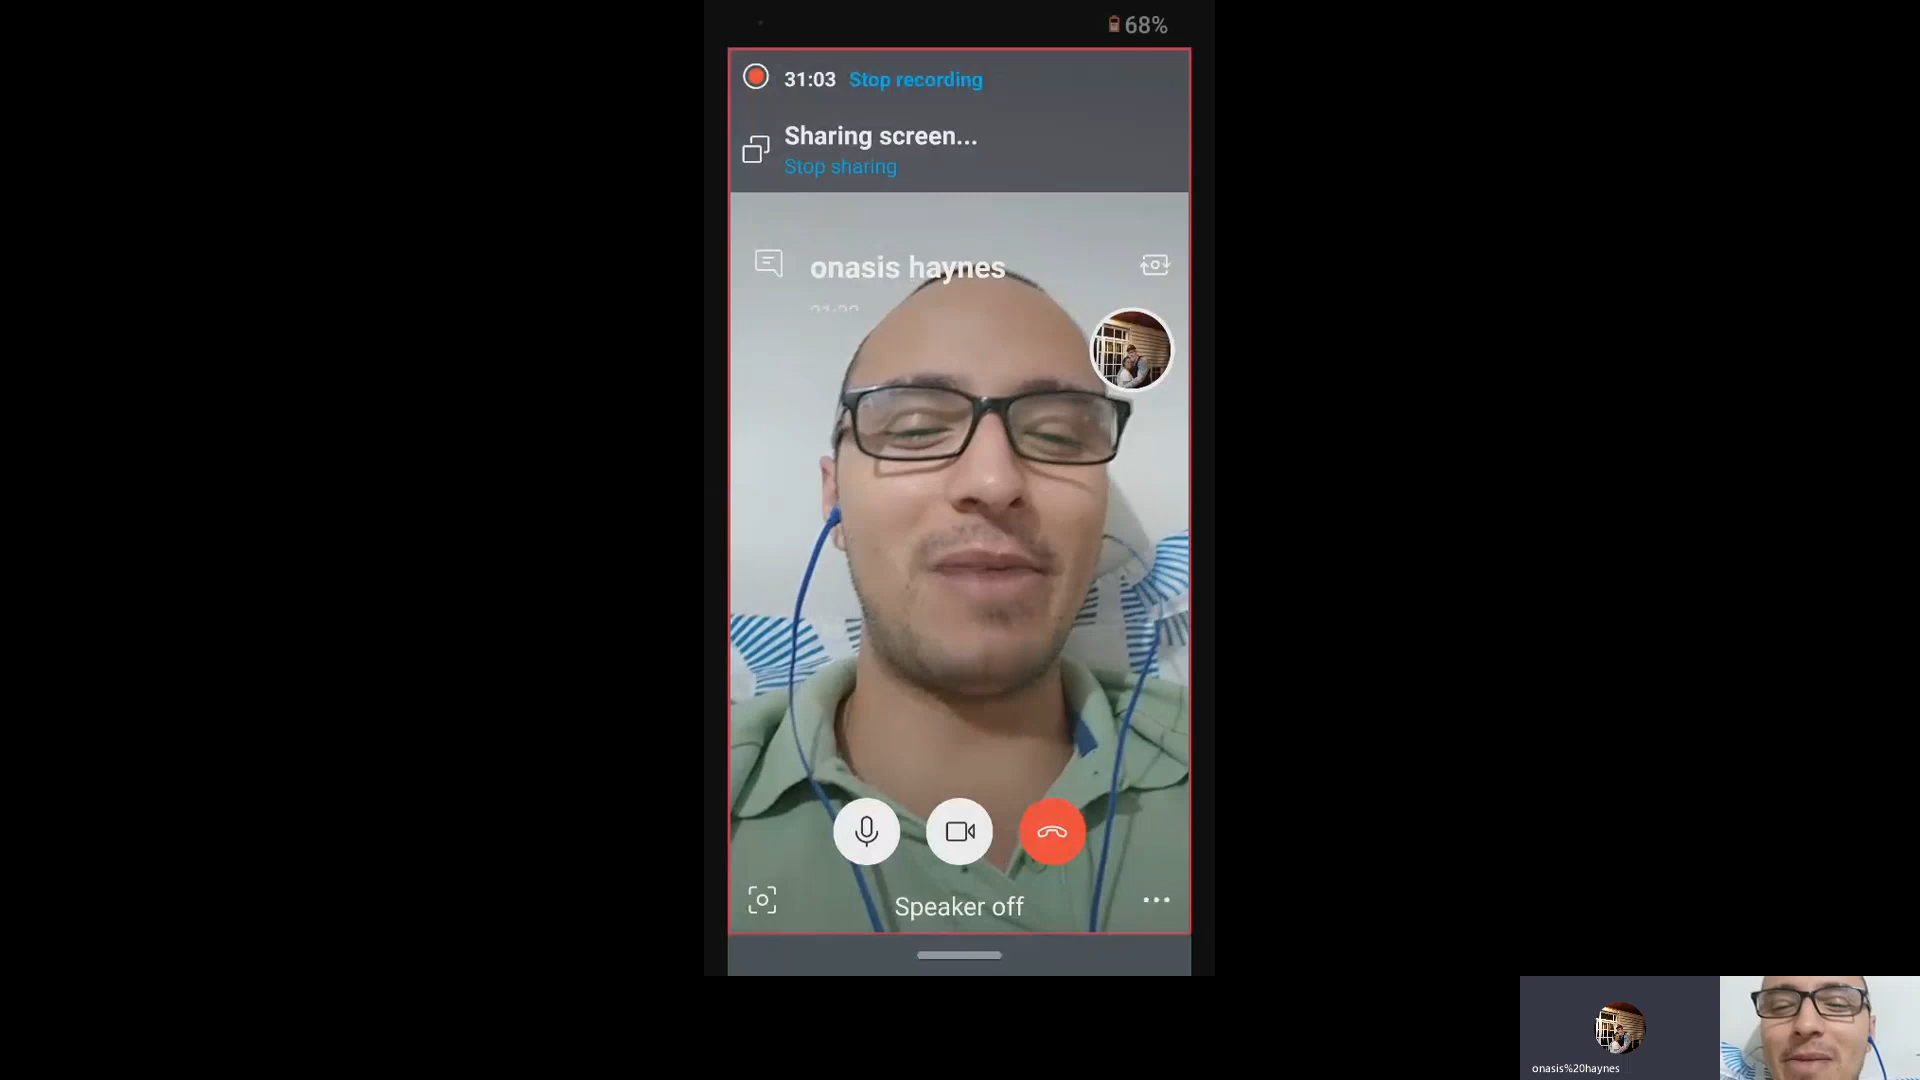 68%
31:03 Stop recording
Sharing screen...
Stop sharing
onasis haynes
Speaker off
onasis%20haynes